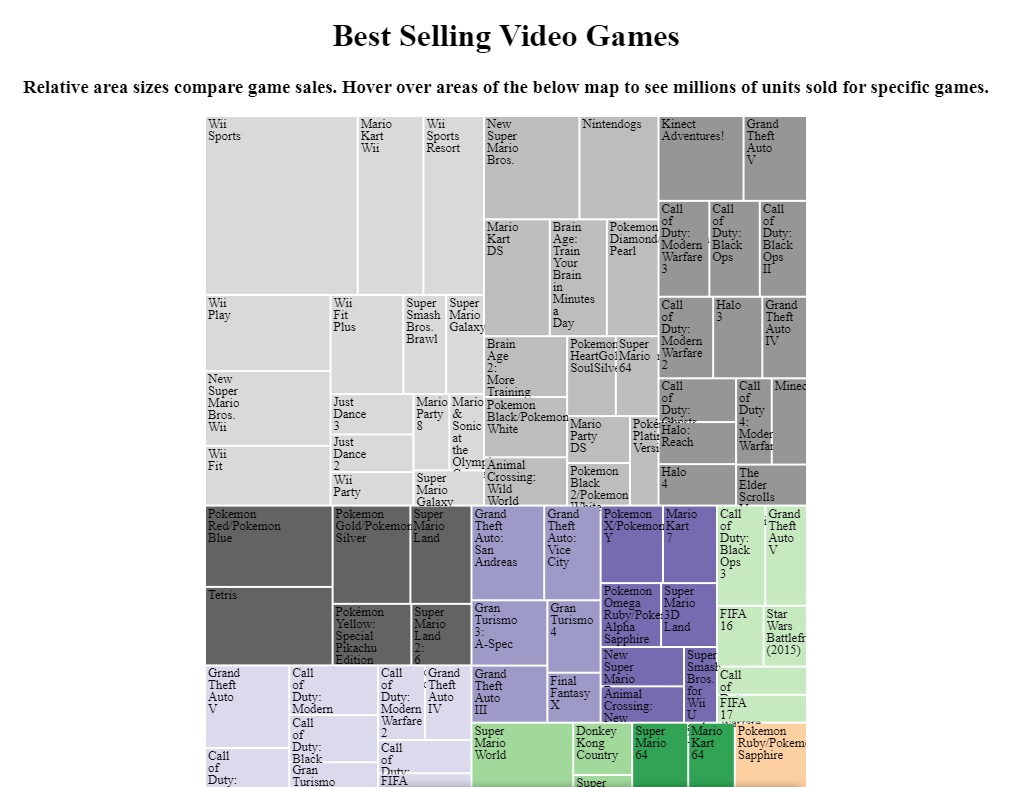 Best Selling Video Games
Relative area sizes compare game sales. Hover over areas of the below map to see millions of units sold for specific games.
Wii
Sports
Mario
Kart
Wii
Wii
Sports
Resort
New
Super
Mario
Bros.
Nintendogs
Kinect
Adventures!
Grand
Theft
Auto
V
Mario
Kart
DS
Brain
Age:
Train
Your
Brain
in
Minutes
a
Day
Pokemon
Diamond
Pearl
Call
of
Duty:
Modern
Warfare
3
Call
of
Duty:
Black
Ops
Call
of
Duty:
Black
Ops
II
Wii
Play
Wii
Fit
Plus
Super
Smash
Bros.
Brawl
Super
Mario
Galaxy
Call
of
Duty:
Modern
Warfare
2
Halo
3
Grand
Theft
Auto
IV
Brain
Age
2:
More
Training
Pokemon
HeartGol
SoulSilve
Super
Mario
64
New
Super
Mario
Bros.
Wii
Call
of
Duty:
Ghosts
Call
of
Duty
4:
Moder
Warfar
Minec
Just
Dance
3
Mario
Party
8
Mario
&
Sonic
at
the
Olymp
Pokemon
Black/Pokemon
White
Mario
Party
DS
Poké
Platin
Versi
Halo:
Reach
Just
Dance
2
Wii
Fit
Animal
Crossing:
Wild
World
Pokemon
Black
2/Pokemon
White
Halo
4
The
Elder
Scrolls
Wii
Party
Super
Mario
Galaxy
Pokemon
Red/Pokemon
Blue
Pokemon
Gold/Pokemon
Silver
Super
Mario
Land
Grand
Theft
Auto:
San
Andreas
Grand
Theft
Auto:
Vice
City
Pokemon
X/Pokemon
Y
Mario
Kart
7
Call
of
Duty:
Black
Ops
3
Grand
Theft
Auto
V
Tetris
Pokémon
Yellow:
Special
Pikachu
Edition
Super
Mario
Land
2:
6
Gran
Turismo
3:
A-Spec
Gran
Turismo
4
Pokemon
Omega
Ruby/Poke
Alpha
Sapphire
Super
Mario
3D
Land
FIFA
16
Star
Wars
Battlefr
(2015)
New
Super
Mario
Super
Smash
Bros.
for
Wii
U
Grand
Theft
Auto
V
Call
of
Duty:
Modern
Call
of
Duty:
Modern
Warfare
2
Grand
Theft
Auto
IV
Grand
Theft
Auto
III
Final
Fantasy
X
Animal
Crossing:
New
Call
of
FIFA
17
Call
of
Duty:
Black
Call
of
Duty:
Call
of
Duty:
Gran
Turismo
FIFA
Super
Mario
World
Donkey
Kong
Country
Super
Super
Mario
64
Mario
Kart
64
Pokemon
Ruby/Pokem
Sapphire